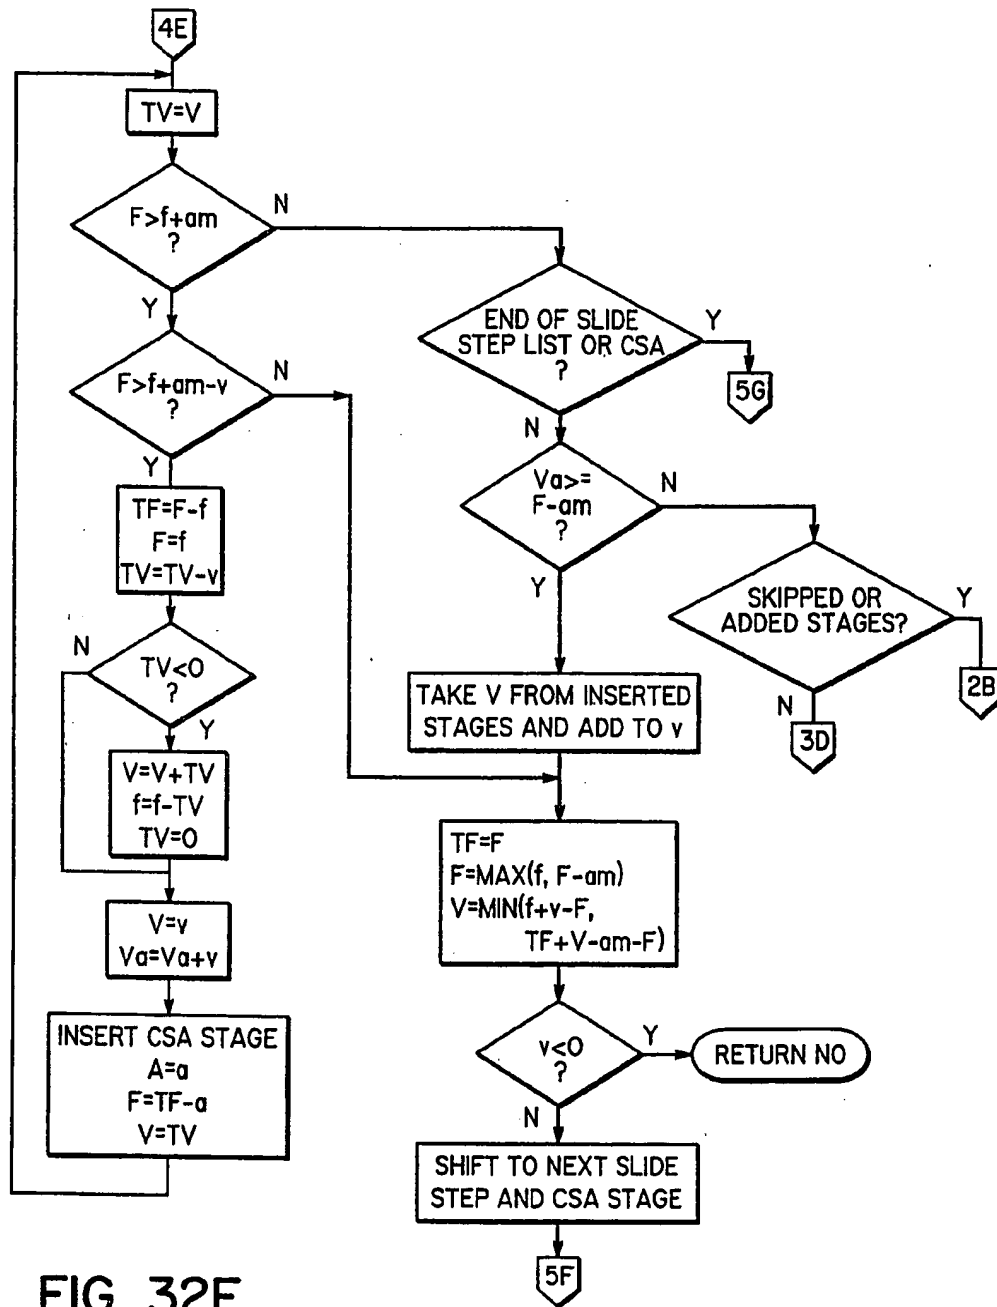 4E
TV=V
F>f+am
?
N
Y
F>f+am-v
?
N
Y
TF=F-f
F=f
TV=TV-v
N
TV<0
?
Y
V=V+TV
f=f-TV
TV=0
V=v
Va=Va+v
INSERT CSA STAGE
A=a
F=TF-a
V=TV
END OF SLIDE
STEP LIST OR CSA
?
Y
5G
N
Va>=
F-am
?
N
Y
SKIPPED OR
ADDED STAGES?
Y
2B
N
3D
TAKE V FROM INSERTED
STAGES AND ADD TO v
TF=F
F=MAX(f, F-am)
V=MIN(f+v-F,
TF+V-am-F)
v<0
?
Y
RETURN NO
N
SHIFT TO NEXT SLIDE
STEP AND CSA STAGE
5F